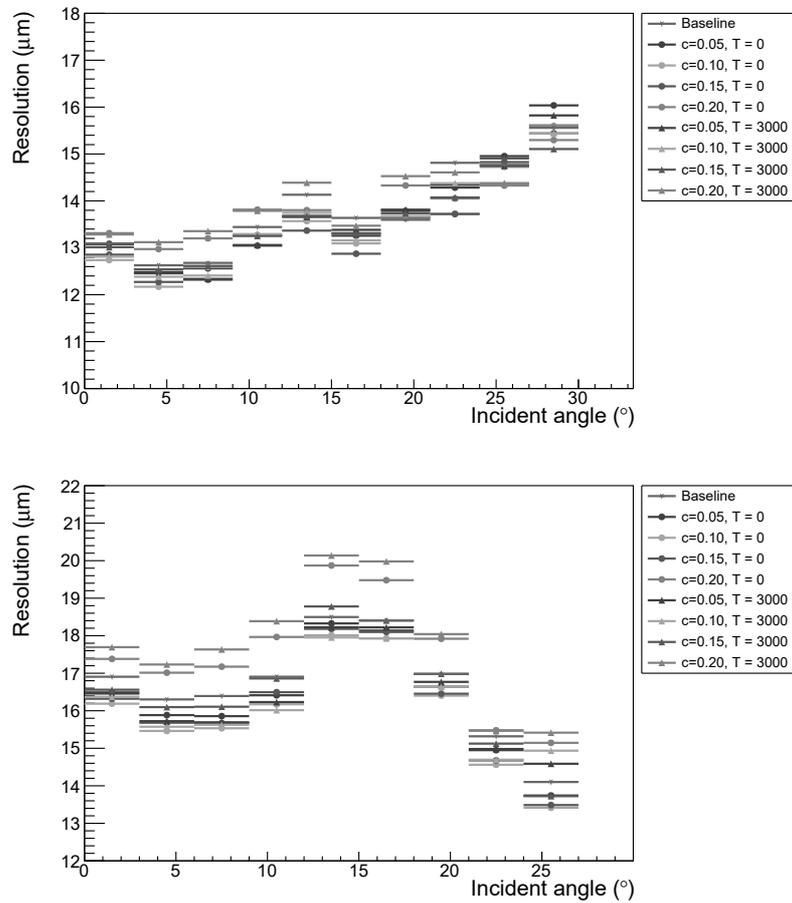 Resolution (μm)
18
17
16
15
14
13
12
11
10
0 5 10 15 20 25 30
Incident angle (°)
Baseline
c=0.05, T = 0
c=0.10, T = 0
c=0.15, T = 0
c=0.20, T = 0
c=0.05, T = 3000
c=0.10, T = 3000
c=0.15, T = 3000
c=0.20, T = 3000
Resolution (μm)
22
21
20
19
18
17
16
15
14
13
12
0 5 10 15 20 25
Incident angle (°)
Baseline
c=0.05, T = 0
c=0.10, T = 0
c=0.15, T = 0
c=0.20, T = 0
c=0.05, T = 3000
c=0.10, T = 3000
c=0.15, T = 3000
c=0.20, T = 3000